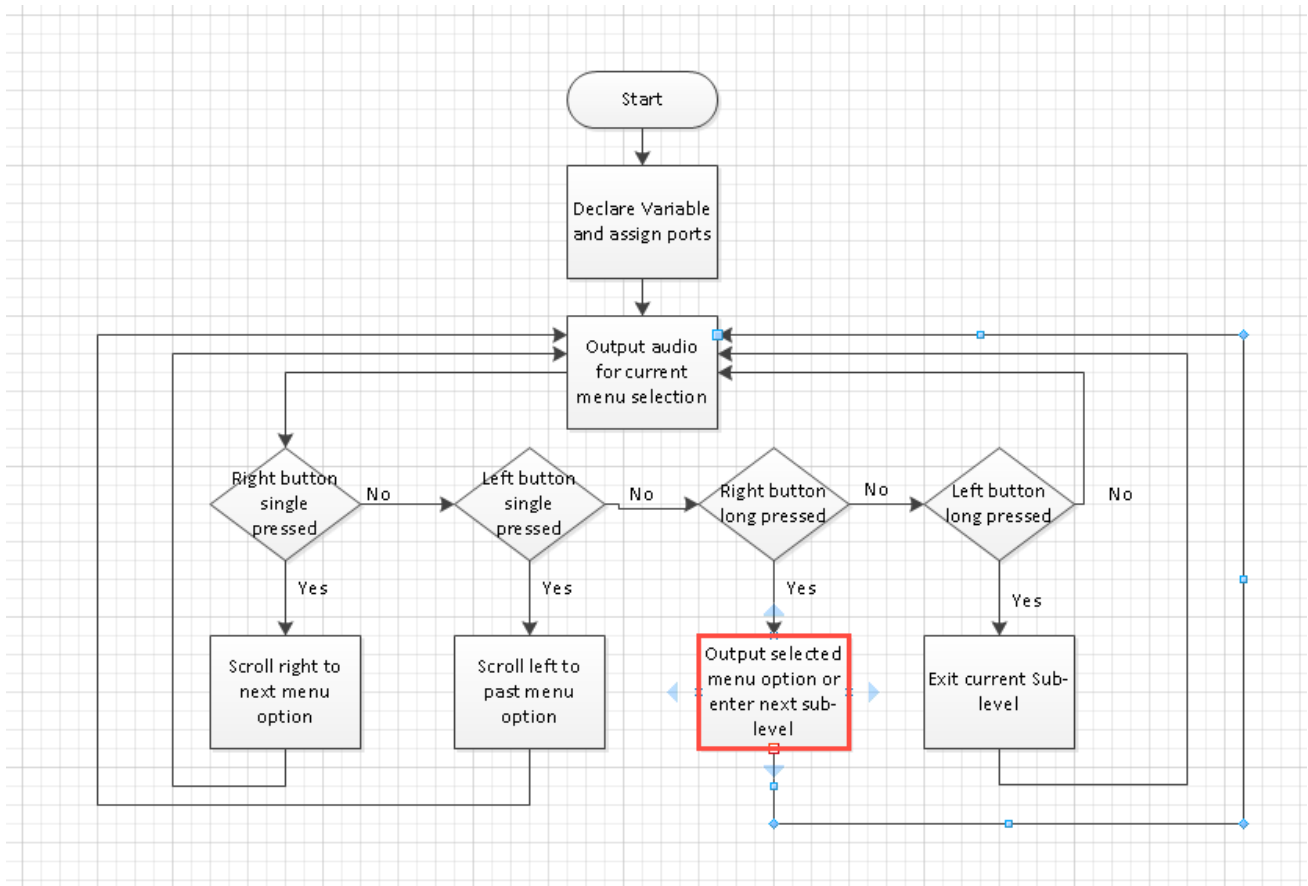 Start
Declare Variable
and assign ports
Output audio
for current
menu selection
Right button
single
pressed
No
Left button
single
pressed
No
Right button
long pressed
No
Left button
long pressed
No
Yes
Yes
Yes
Yes
Scroll right to
next menu
option
Scroll left to
past menu
option
Output selected
menu option or
enter next sub-
level
Exit current Sub-
level